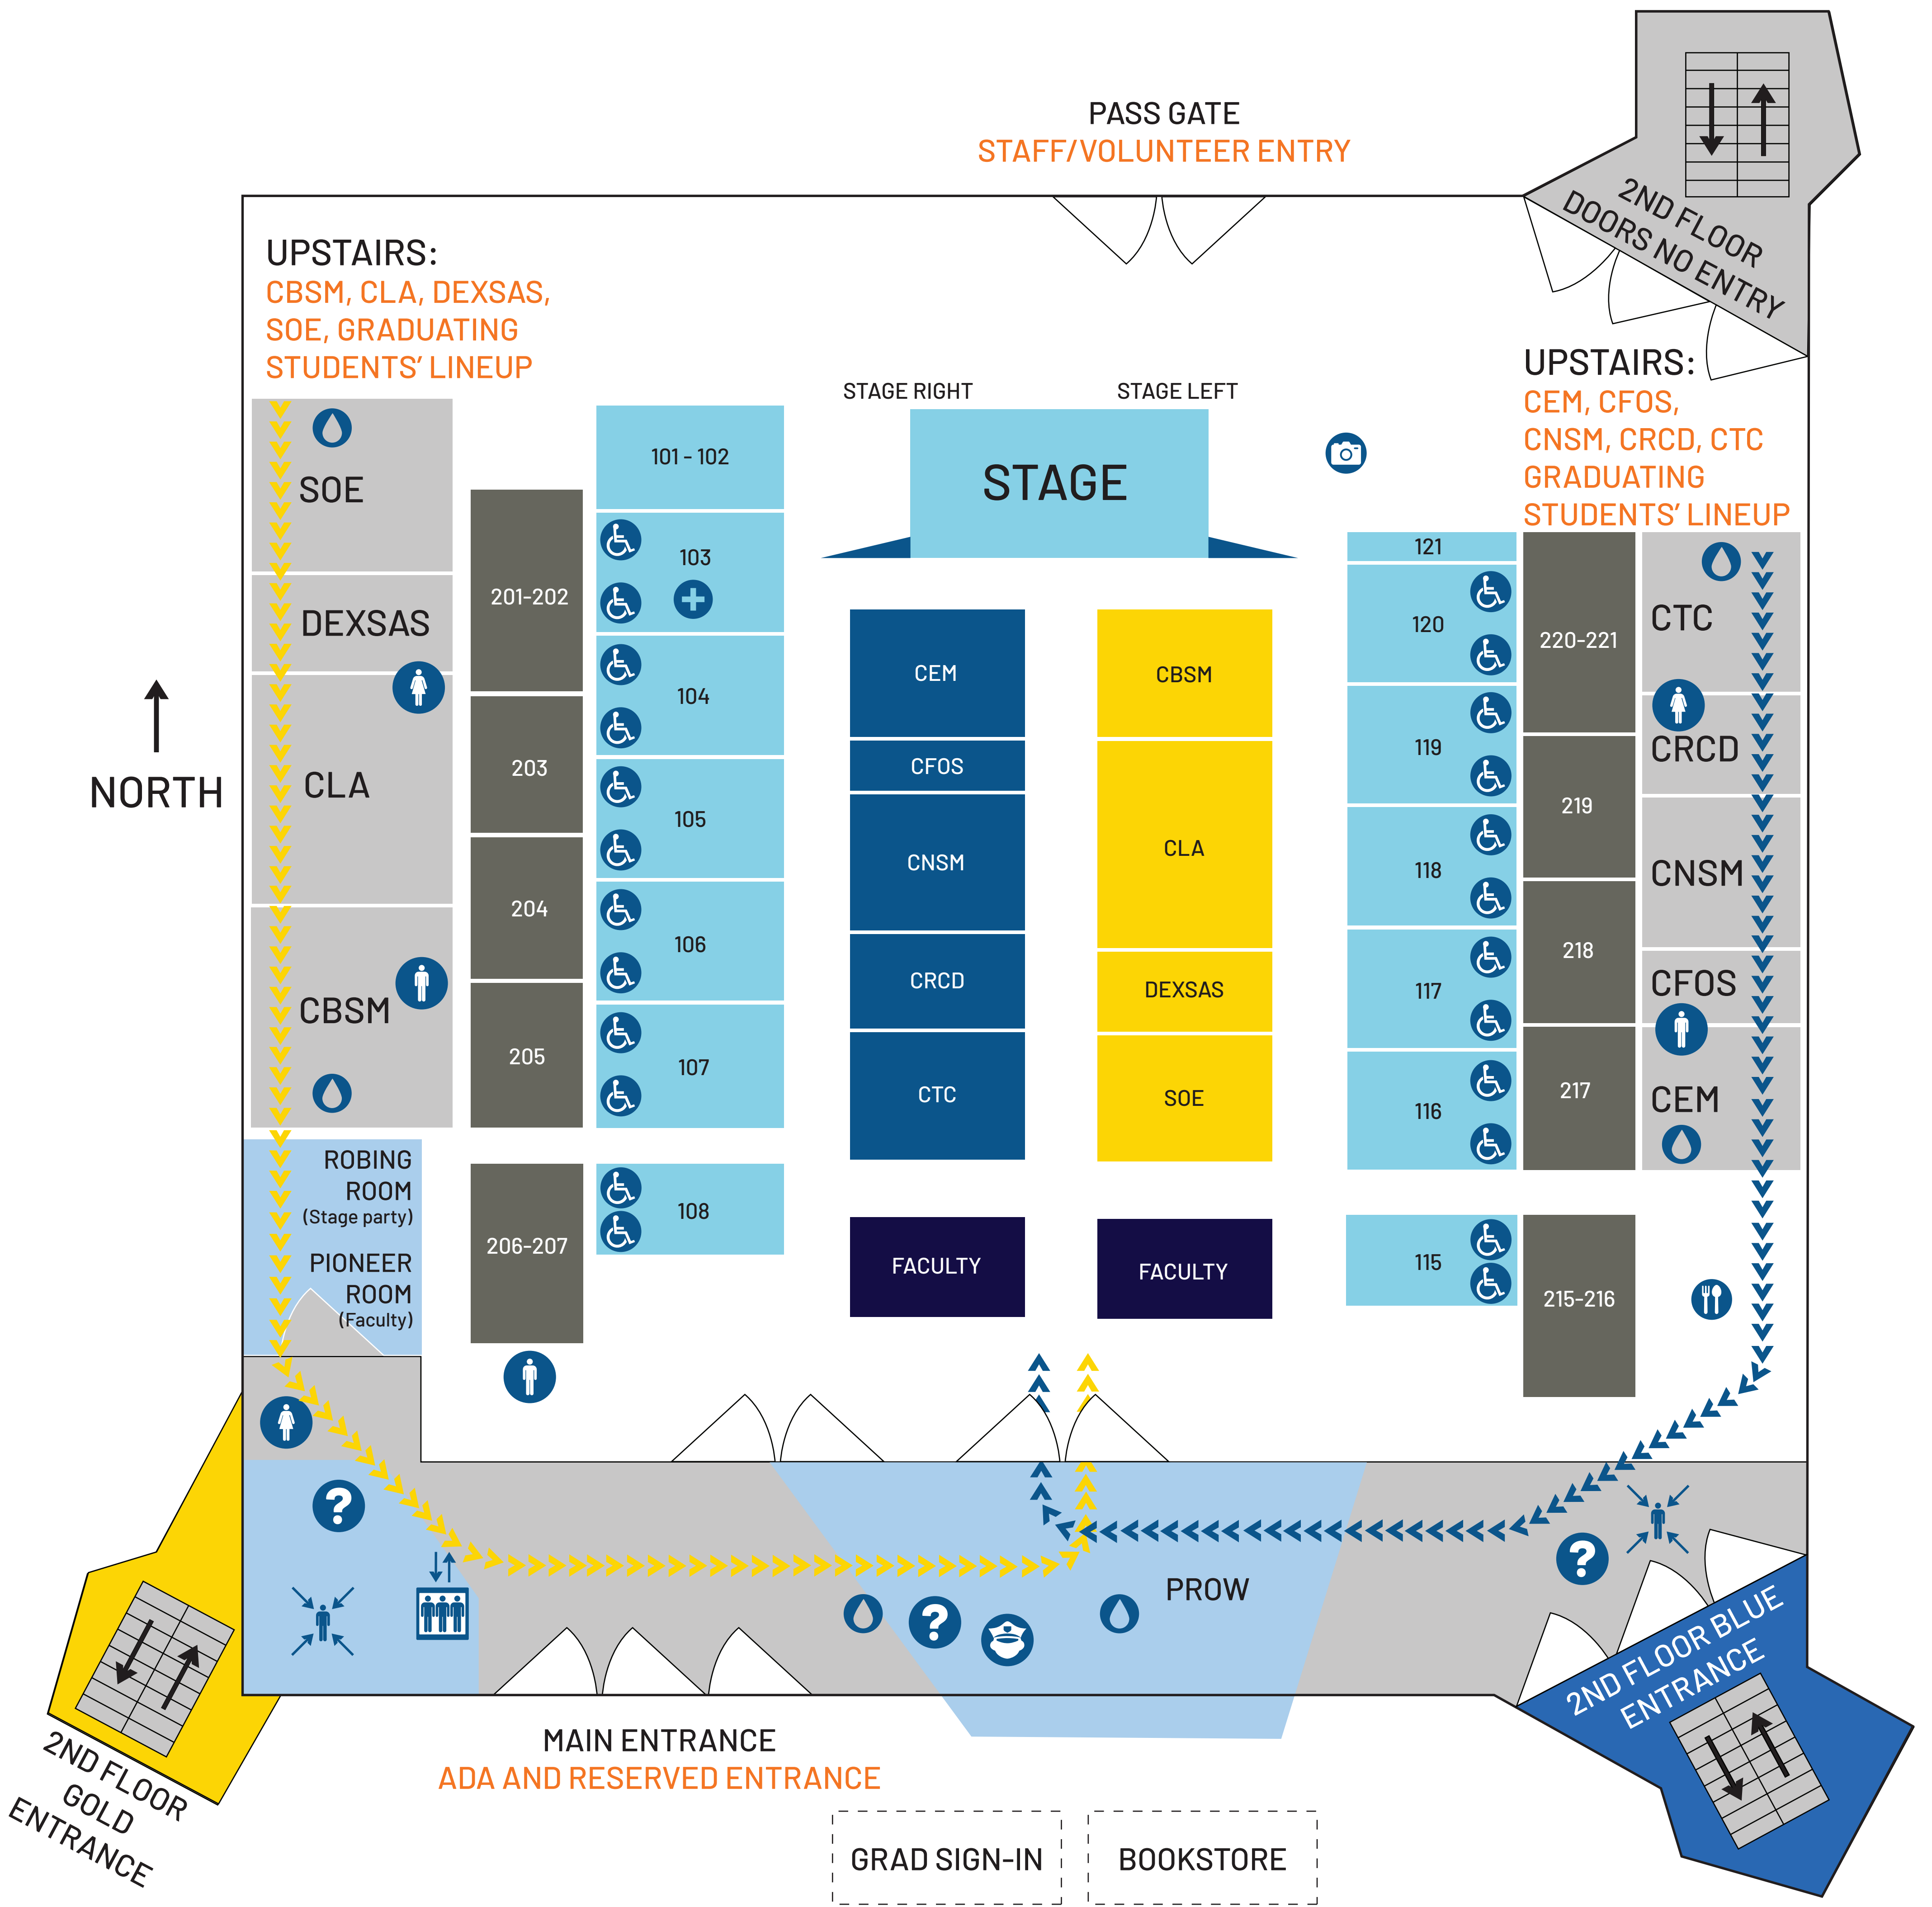 PASS GATE
STAFF/VOLUNTEER ENTRY
2ND FLOOR
DOORS NO ENTRY
UPSTAIRS:
CBSM, CLA, DEXSAS,
SOE, GRADUATING
STUDENTS’ LINEUP
UPSTAIRS:
CEM, CFOS,
CNSM, CRCD, CTC
GRADUATING
STUDENTS’ LINEUP
STAGE RIGHT
STAGE LEFT
STAGE
NORTH
SOE
DEXSAS
CLA
CBSM
201-202
203
204
205
206-207
101 - 102
103
104
105
106
107
108
CEM
CFOS
CNSM
CRCD
CTC
FACULTY
CBSM
CLA
DEXSAS
SOE
FACULTY
121
120
119
118
117
116
115
220-221
219
218
217
215-216
CTC
CRCD
CNSM
CFOS
CEM
ROBING
ROOM
(Stage party)
PIONEER
ROOM
(Faculty)
?
?
?
PROW
2ND FLOOR BLUE
ENTRANCE
2ND FLOOR
GOLD
ENTRANCE
MAIN ENTRANCE
ADA AND RESERVED ENTRANCE
GRAD SIGN-IN
BOOKSTORE